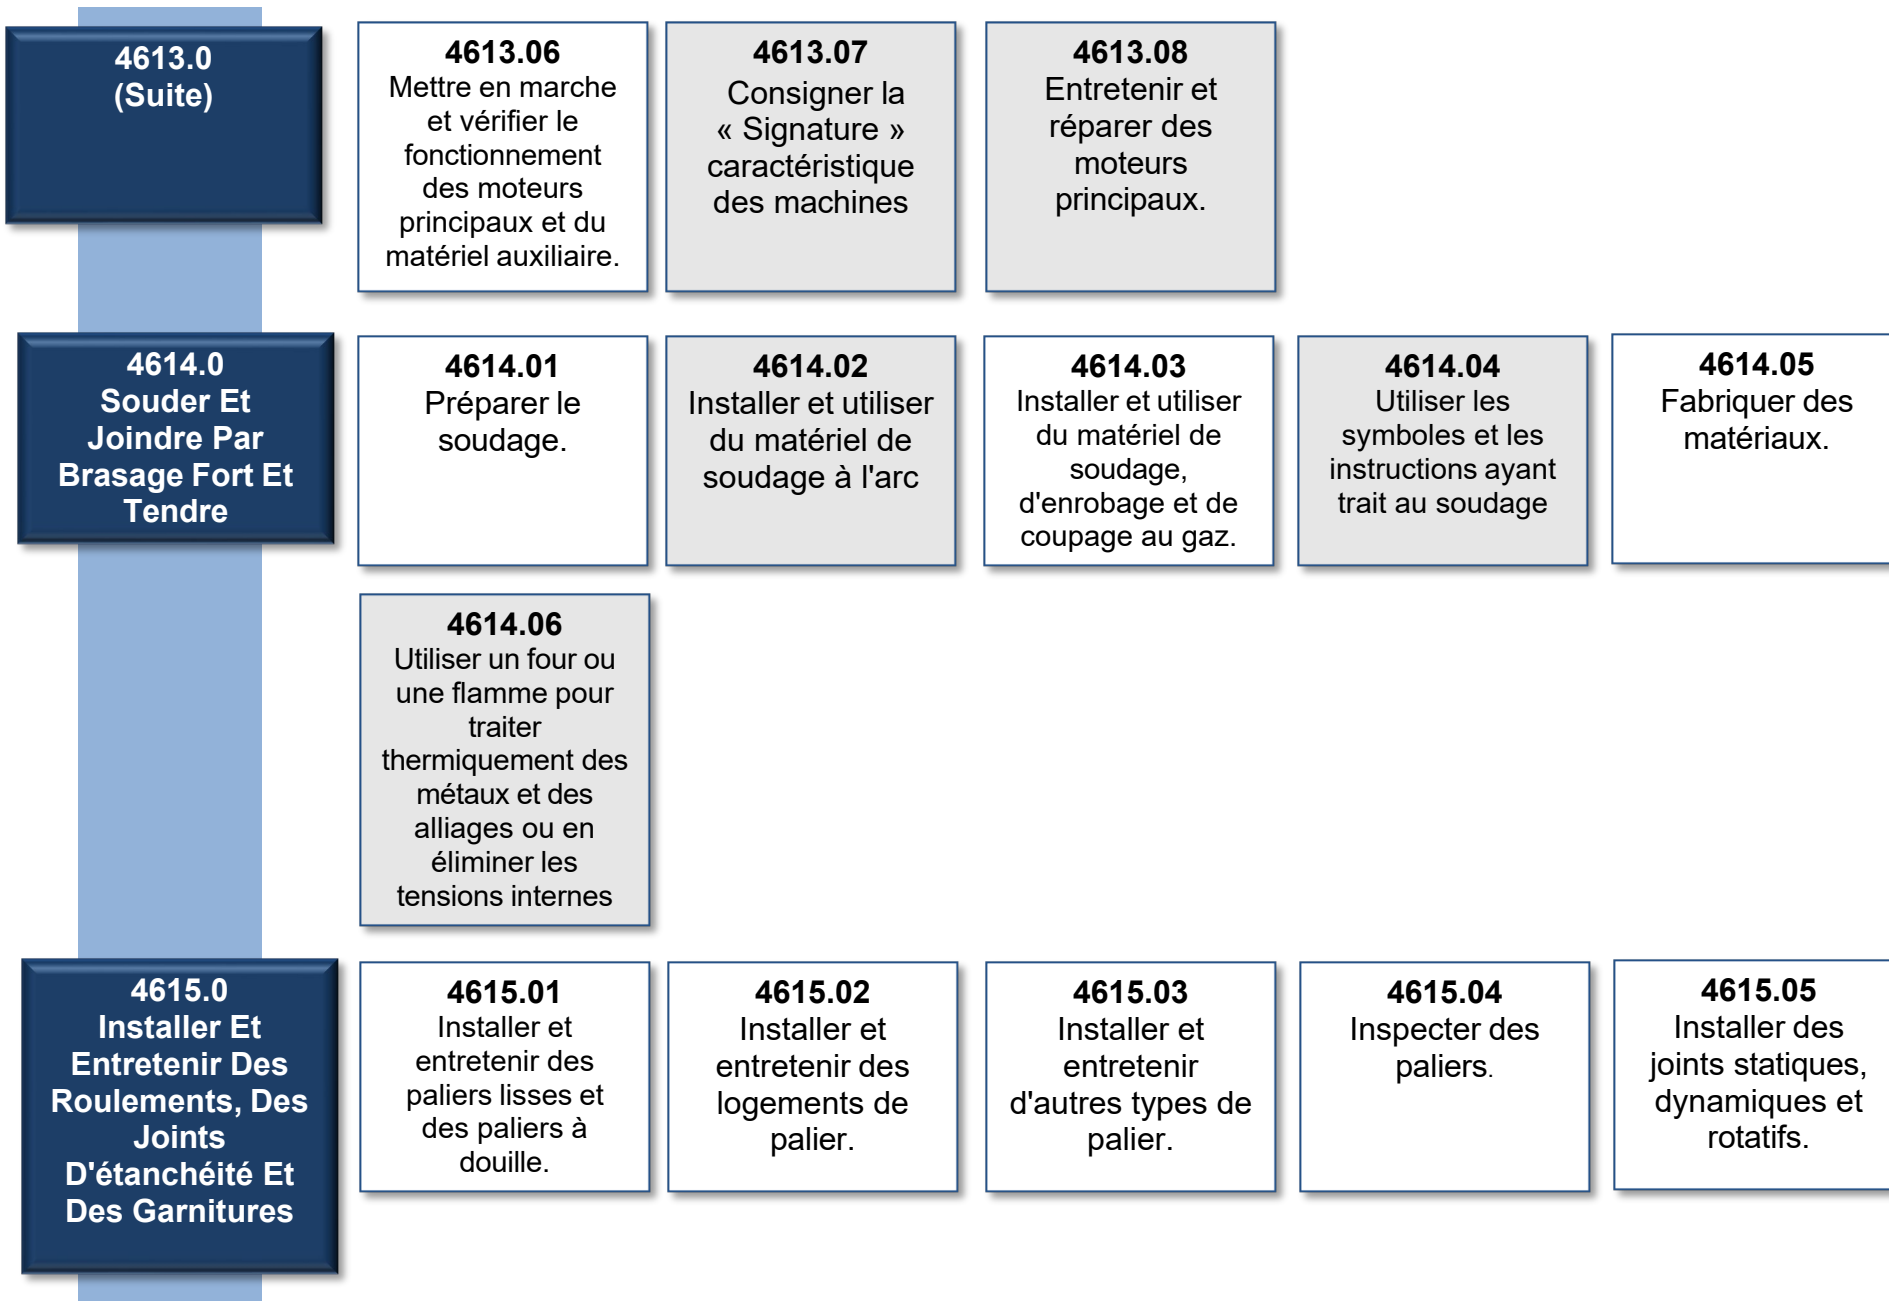 4613.0
(Suite)
4613.06
Mettre en marche
et vérifier le
fonctionnement
des moteurs
principaux et du
matériel auxiliaire.
4613.07
Consigner la
« Signature »
caractéristique
des machines
4613.08
Entretenir et
réparer des
moteurs
principaux.
4614.0
Souder Et
Joindre Par
Brasage Fort Et
Tendre
4614.01
Préparer le
soudage.
4614.02
Installer et utiliser
du matériel de
soudage à l'arc
4614.03
Installer et utiliser
du matériel de
soudage,
d'enrobage et de
coupage au gaz.
4614.04
Utiliser les
symboles et les
instructions ayant
trait au soudage
4614.05
Fabriquer des
matériaux.
4614.06
Utiliser un four ou
une flamme pour
traiter
thermiquement des
métaux et des
alliages ou en
éliminer les
tensions internes
4615.0
Installer Et
Entretenir Des
Roulements, Des
Joints
D'étanchéité Et
Des Garnitures
4615.01
Installer et
entretenir des
paliers lisses et
des paliers à
douille.
4615.02
Installer et
entretenir des
logements de
palier.
4615.03
Installer et
entretenir
d'autres types de
palier.
4615.04
Inspecter des
paliers.
4615.05
Installer des
joints statiques,
dynamiques et
rotatifs.